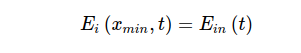 E_i (x_min, t) = E_in (t)